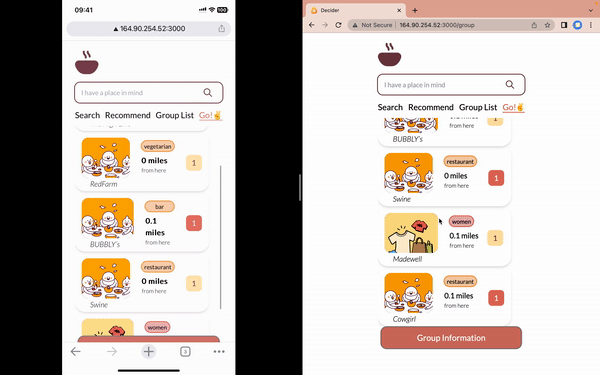 09:41
164.90.254.52:3000
I have a place in mind
Search Recommend Group List Go!✌
vegetarian
0 miles
from here
1
RedFarm
bar
0.1
miles
from here
1
BUBBLY's
restaurant
0 miles
from here
1
Swine
women
3
Decider
Not Secure 164.90.254.52:3000/group
I have a place in mind
Search Recommend Group List Go!✌
0.1 miles
from here
1
BUBBLY's
restaurant
0 miles
from here
1
Swine
women
0.1 miles
from here
1
Madewell
restaurant
0.1 miles
from here
1
Cowgirl
Group Information